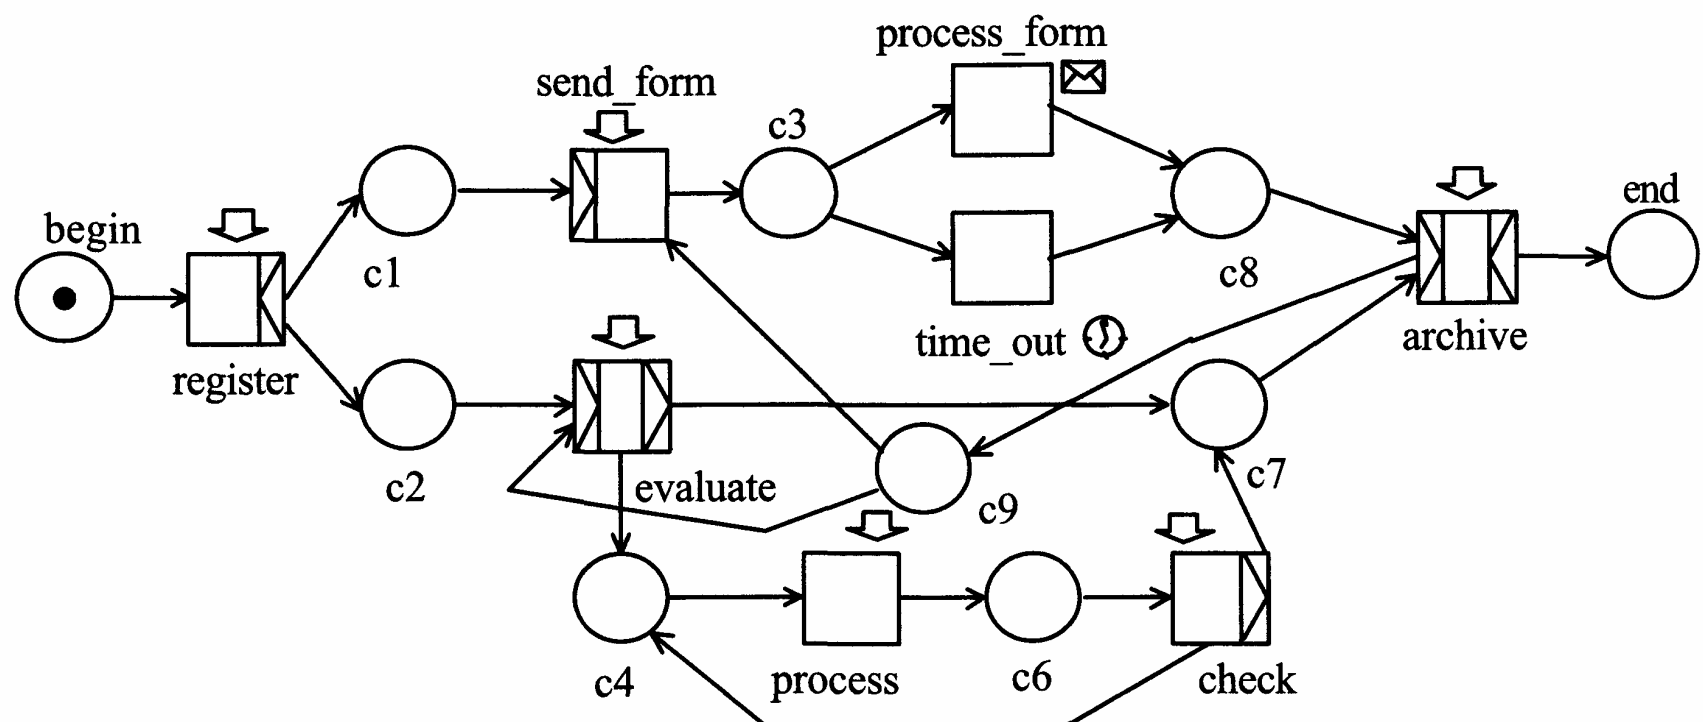 process_form
send_form
c3
begin
end
c1
c8
register
time_out
archive
c2
evaluate
c9
c7
c4
process
c6
check